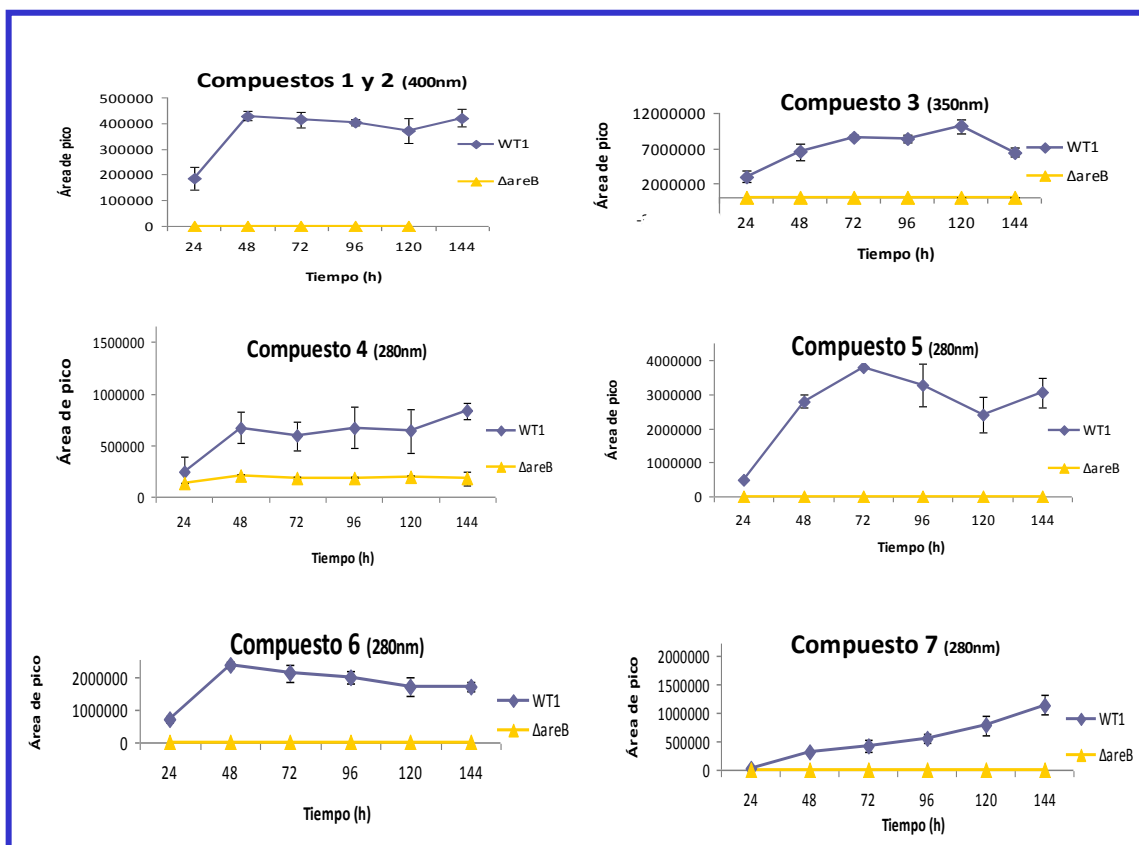 Compuestos 1 y 2 (400nm)
Área de pico
500000
400000
300000
200000
100000
0
24 48 72 96 120 144
Tiempo (h)
WT1
ΔareB
Compuesto 3 (350nm)
Área de pico
12000000
7000000
2000000
24 48 72 96 120 144
Tiempo (h)
WT1
ΔareB
Compuesto 4 (280nm)
Área de pico
1500000
1000000
500000
0
24 48 72 96 120 144
Tiempo (h)
WT1
ΔareB
Compuesto 5 (280nm)
Área de pico
4000000
3000000
2000000
1000000
0
24 48 72 96 120 144
Tiempo (h)
WT1
ΔareB
Compuesto 6 (280nm)
Área de pico
2000000
1000000
0
24 48 72 96 120 144
Tiempo (h)
WT1
ΔareB
Compuesto 7 (280nm)
Área de pico
2000000
1500000
1000000
500000
0
24 48 72 96 120 144
Tiempo (h)
WT1
ΔareB